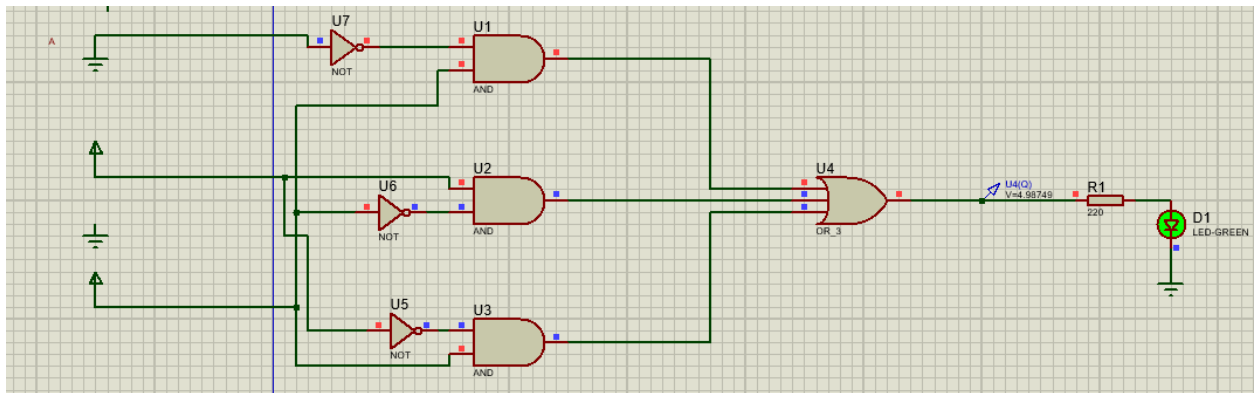 U7
U1
A
NOT
AND
U2
U6
U4
U4(Q)
V=4.98749
R1
220
D1
LED-GREEN
NOT
AND
OR_3
U5
U3
NOT
AND